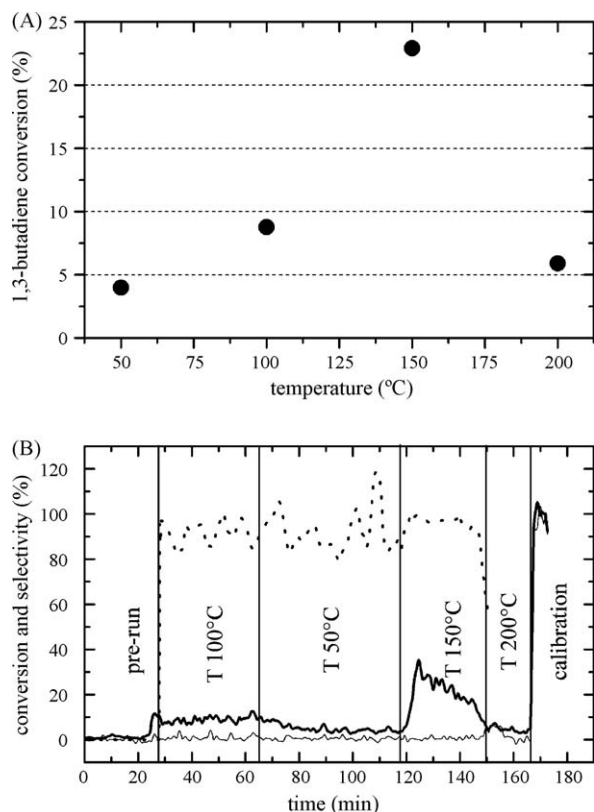 (A)
1,3-butadiene conversion (%)
25
20
15
10
5
0
50 75 100 125 150 175 200
temperature (ºC)
(B)
conversion and selectivity (%)
120
100
80
60
40
20
0
pre-run
T 100°C
T 50°C
T 150°C
T 200°C
calibration
0 20 40 60 80 100 120 140 160 180
time (min)